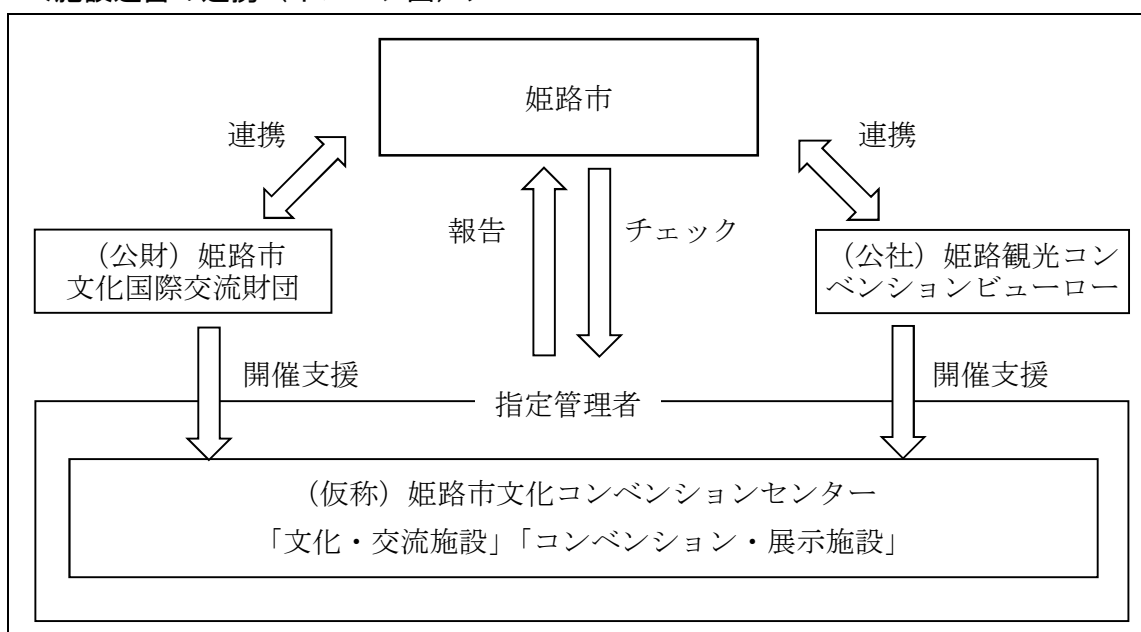 姫路市
連携
連携
報告
チェック
（公財）姫路市
文化国際交流財団
（公社）姫路観光コン
ベンションビューロー
開催支援
開催支援
指定管理者
（仮称）姫路市文化コンベンションセンター
「文化・交流施設」「コンベンション・展示施設」